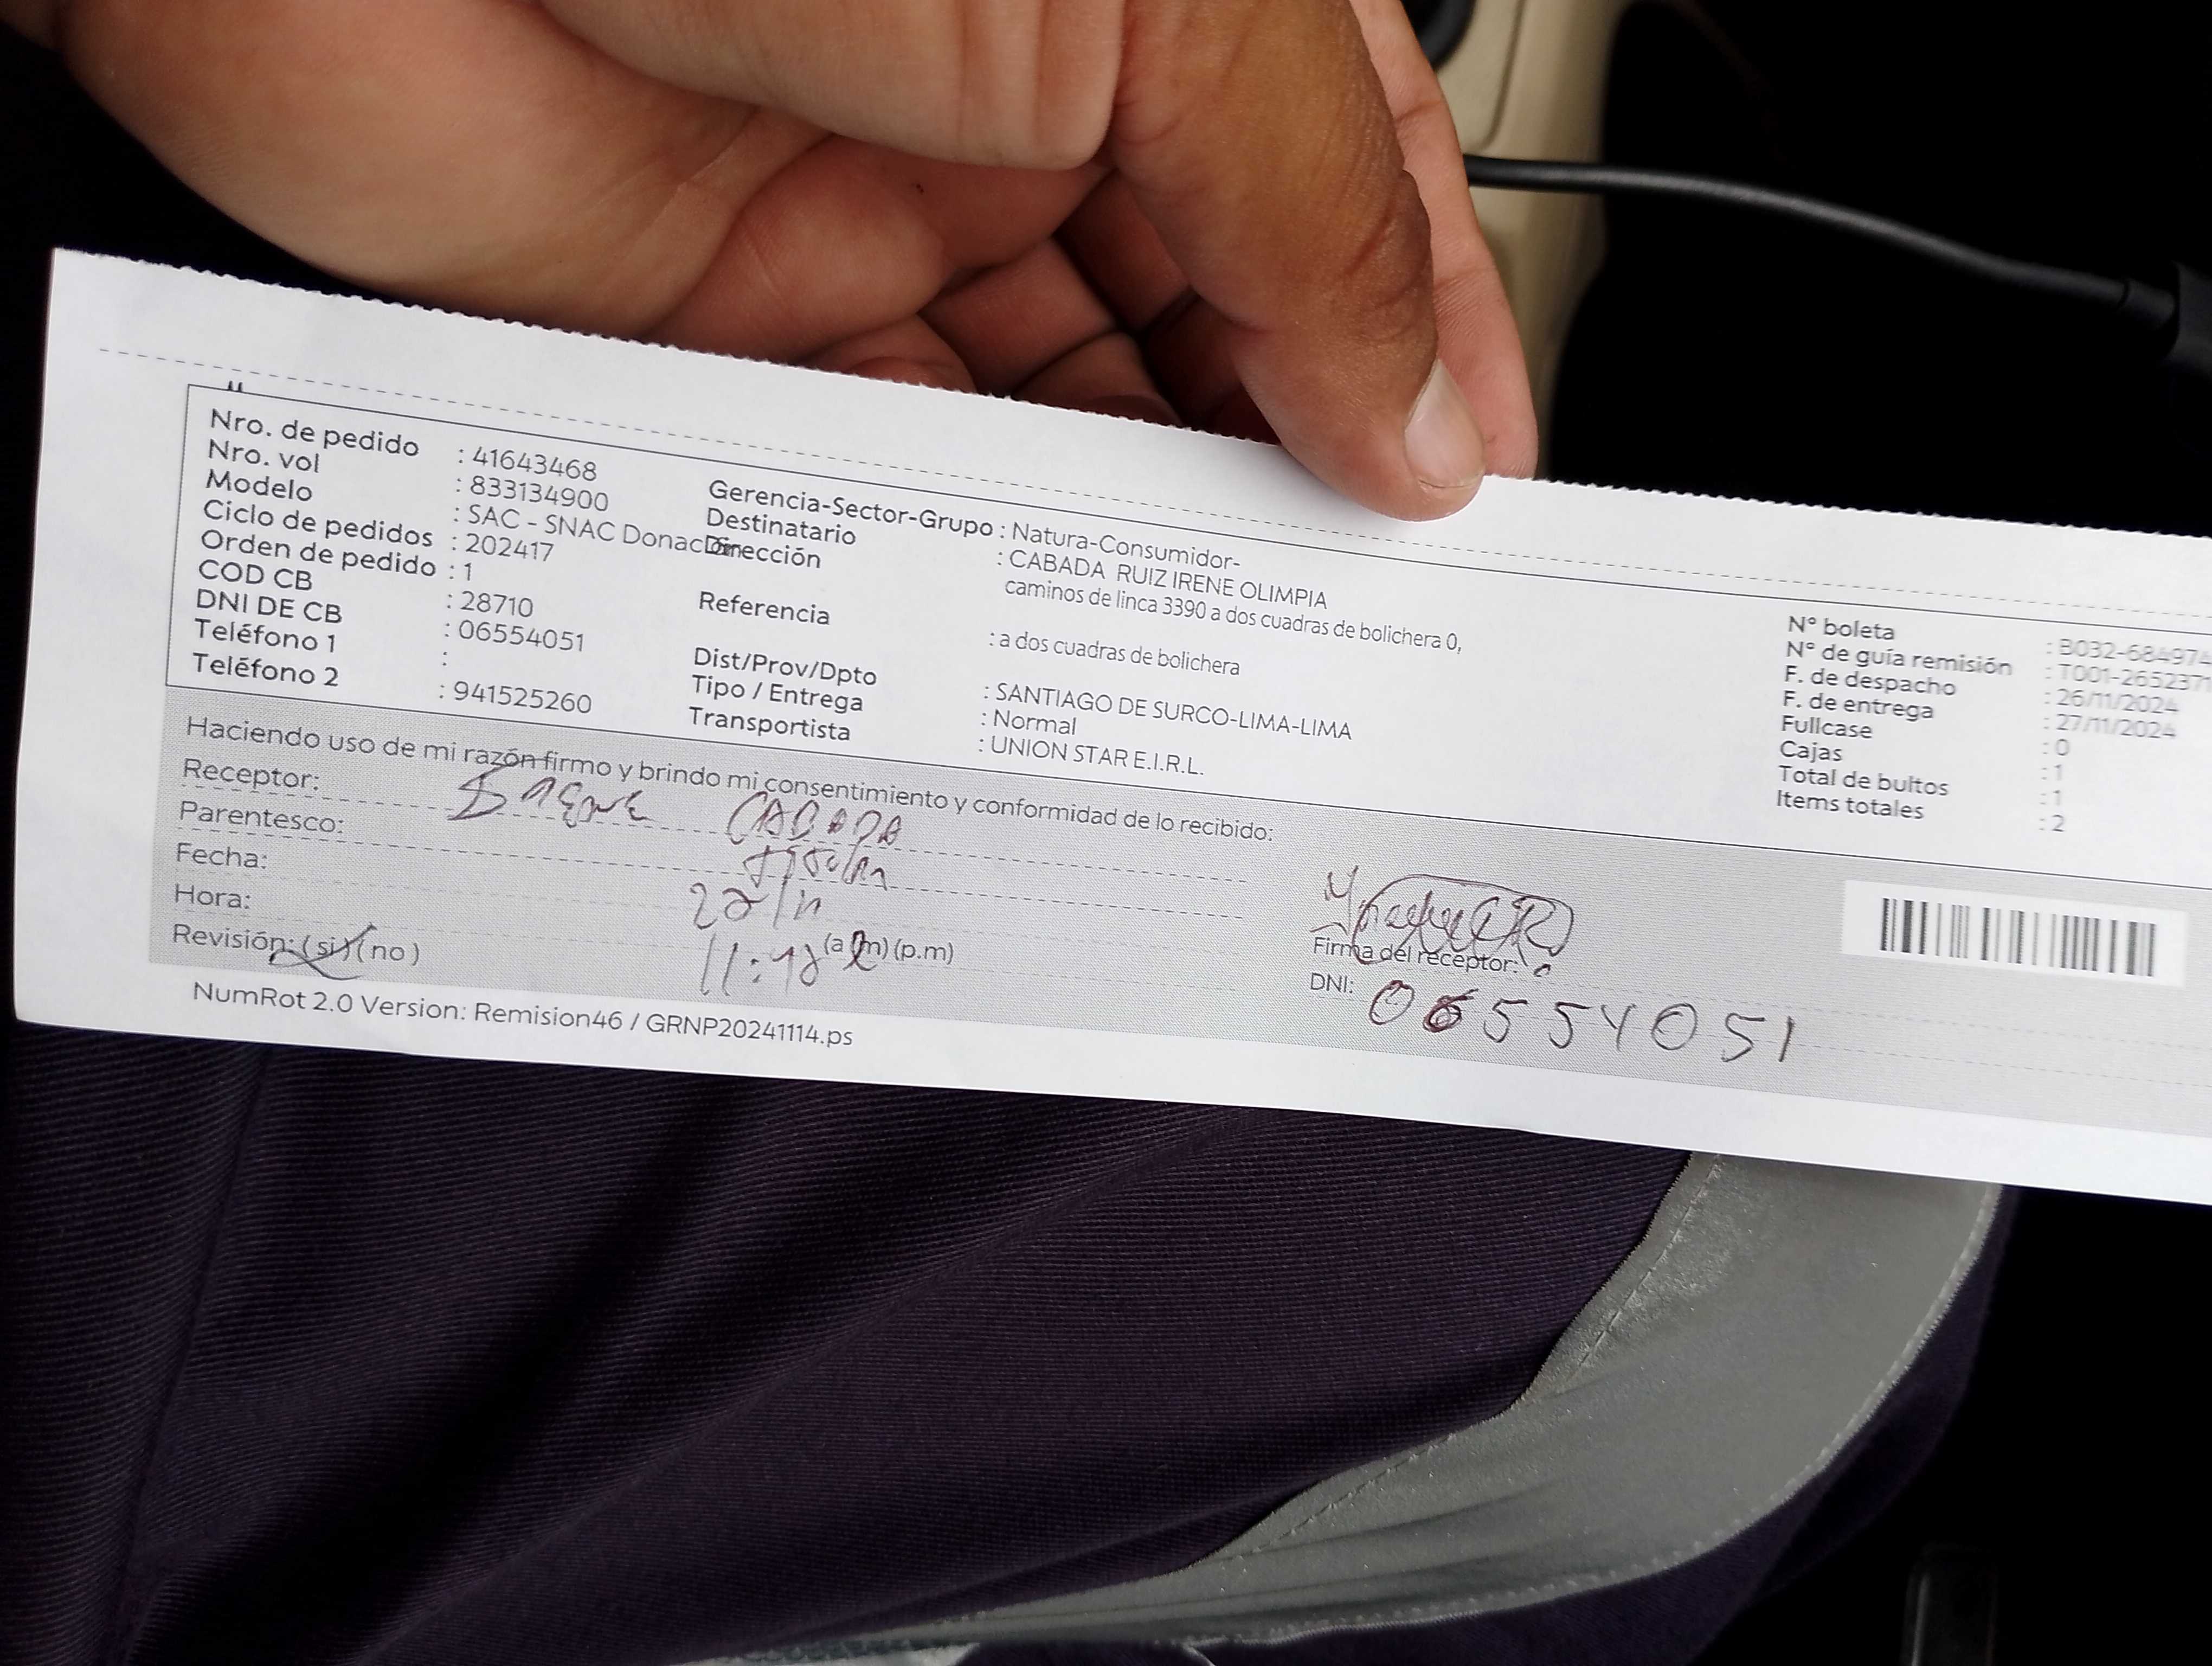 Nro. de pedido : 41643468
Nro. vol : 833134900
Modelo : SAC - SNAC Donac
Ciclo de pedidos : 202417
Orden de pedido : 1
COD CB : 28710
DNI DE CB : 06554051
Teléfono 1 :
Teléfono 2 : 941525260
Gerencia-Sector-Grupo : Natura-Consumidor-
Destinatario : CABADA RUIZ IRENE OLIMPIA
Dirección caminos de linca 3390 a dos cuadras de bolichera 0,
Referencia : a dos cuadras de bolichera
Dist/Prov/Dpto : SANTIAGO DE SURCO-LIMA-LIMA
Tipo / Entrega : Normal
Transportista : UNION STAR E.I.R.L.
N° boleta : B032-684974
N° de guía remisión : T001-2652371
F. de despacho : 26/11/2024
F. de entrega : 27/11/2024
Fullcase : 0
Cajas : 1
Total de bultos : 1
Items totales : 2
Haciendo uso de mi razón firmo y brindo mi consentimiento y conformidad de lo recibido:
Receptor: CABADA
Parentesco:
Fecha:
Hora: (a.m) (p.m)
Revisión: (si) (no)
Firma del receptor:
DNI: 06554051
NumRot 2.0 Version: Remision46 / GRNP20241114.ps